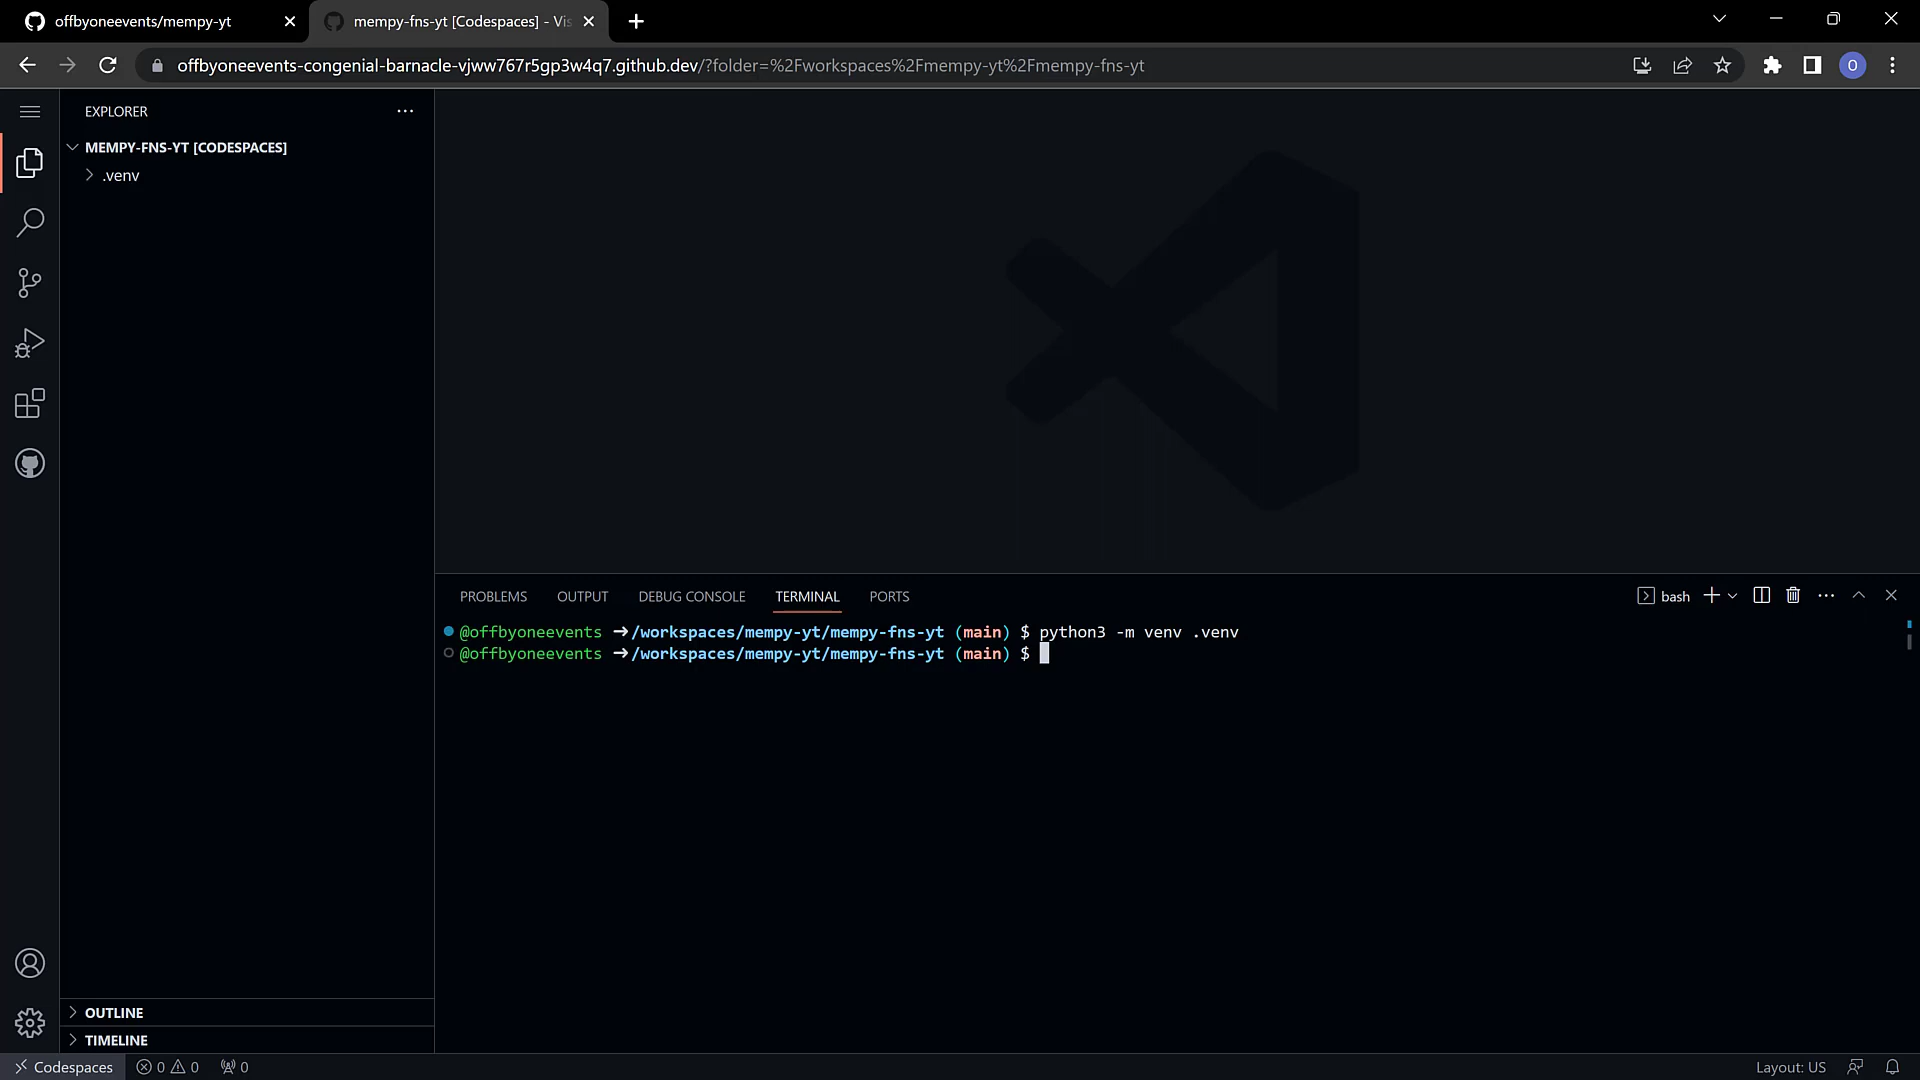 offbyoneevents/mempy-yt
mempy-fns-yt [Codespaces] - Vis
offbyoneevents-congenial-barnacle-vjww767r5gp3w4q7.github.dev/?folder=%2Fworkspaces%2Fmempy-yt%2Fmempy-fns-yt
O
EXPLORER
MEMPY-FNS-YT [CODESPACES]
.venv
PROBLEMS OUTPUT DEBUG CONSOLE TERMINAL PORTS
bash
@offbyoneevents ➜/workspaces/mempy-yt/mempy-fns-yt (main) $ python3 -m venv .venv
@offbyoneevents ➜/workspaces/mempy-yt/mempy-fns-yt (main) $
OUTLINE
TIMELINE
Codespaces 0 0 0
Layout: US